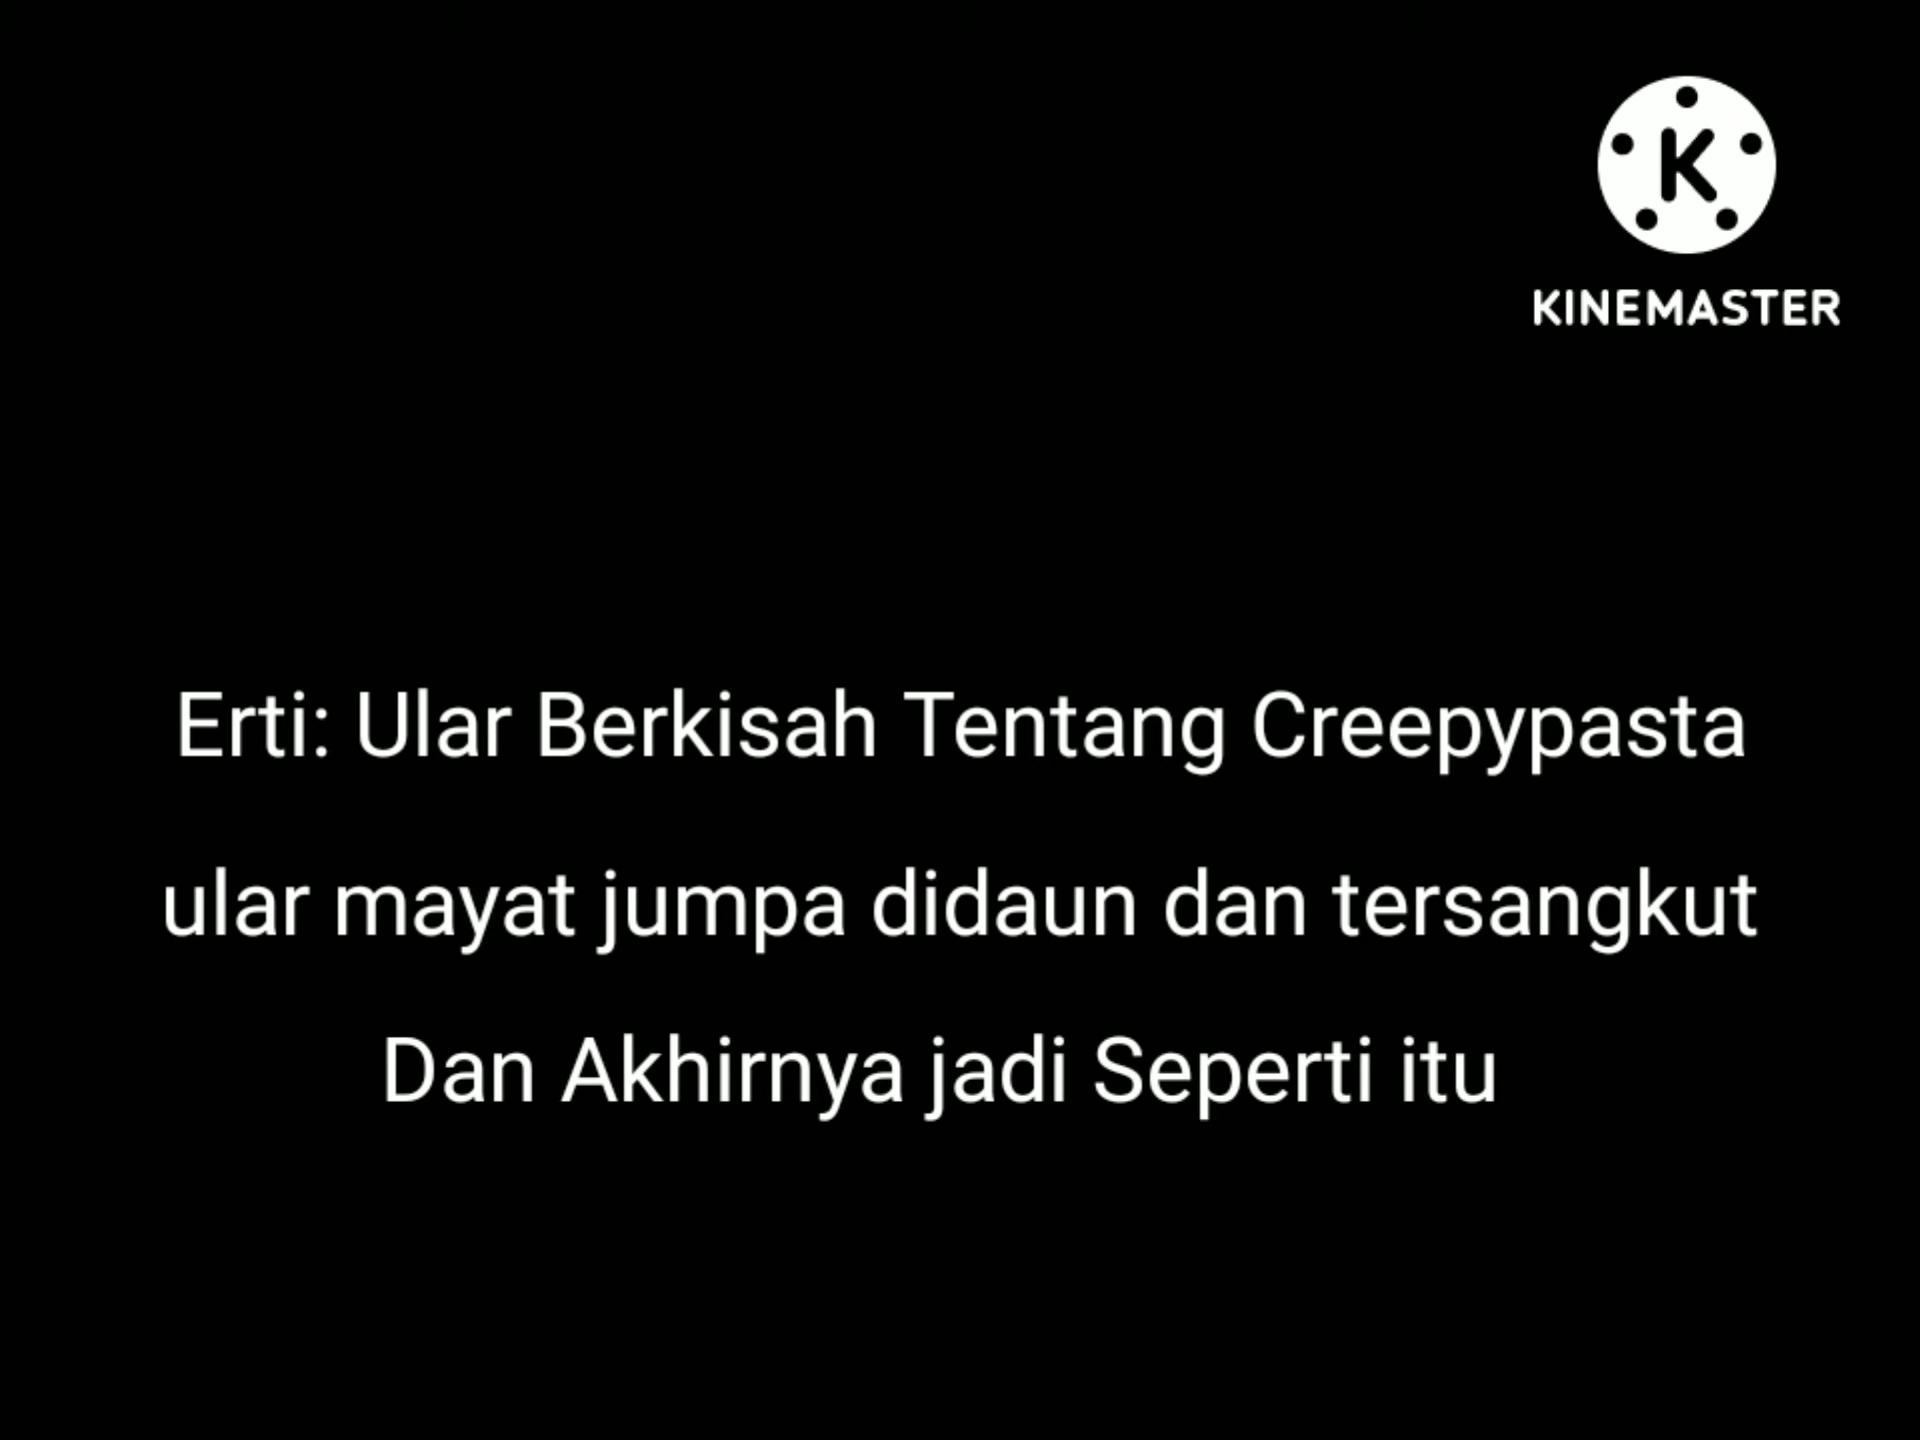 KINEMASTER
Erti: Ular Berkisah Tentang Creepypasta
ular mayat jumpa didaun dan tersangkut
Dan Akhirnya jadi Seperti itu